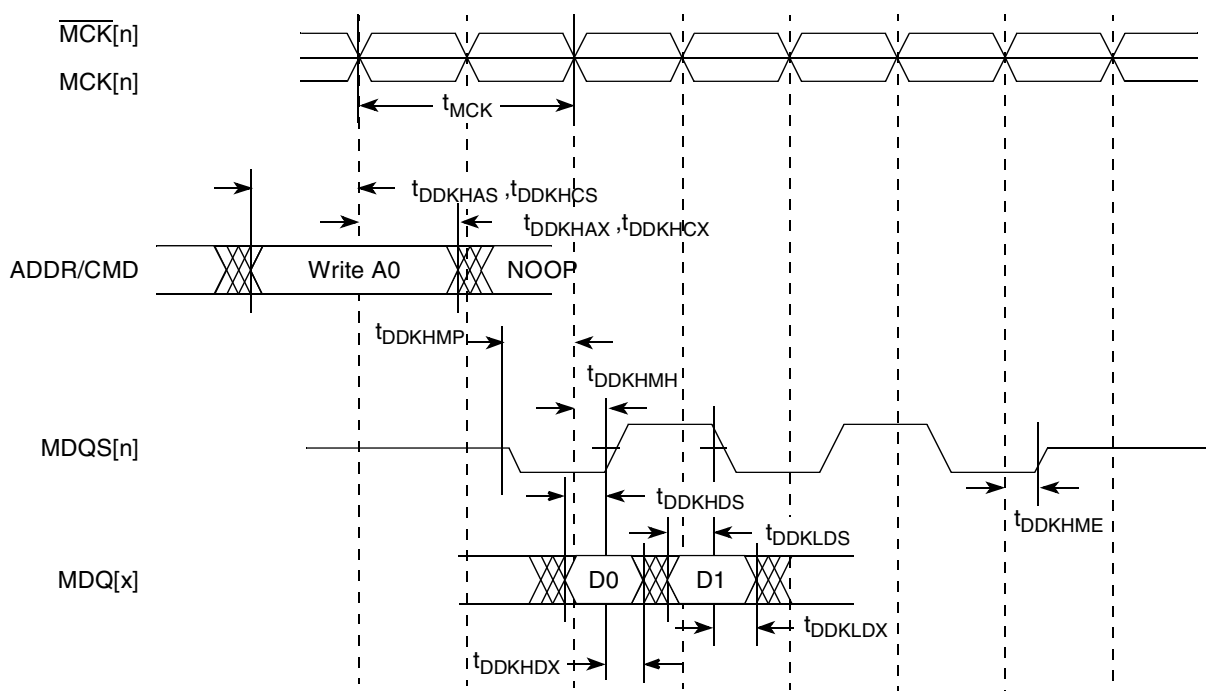 MCK[n]
MCK[n]
tMCK
tDDKHAS ,tDDKHCS
tDDKHAX ,tDDKHCX
ADDR/CMD
Write A0
NOOP
tDDKHMP
tDDKHMH
MDQS[n]
tDDKHDS
tDDKHME
tDDKLDS
MDQ[x]
D0
D1
tDDKLDX
tDDKHDX